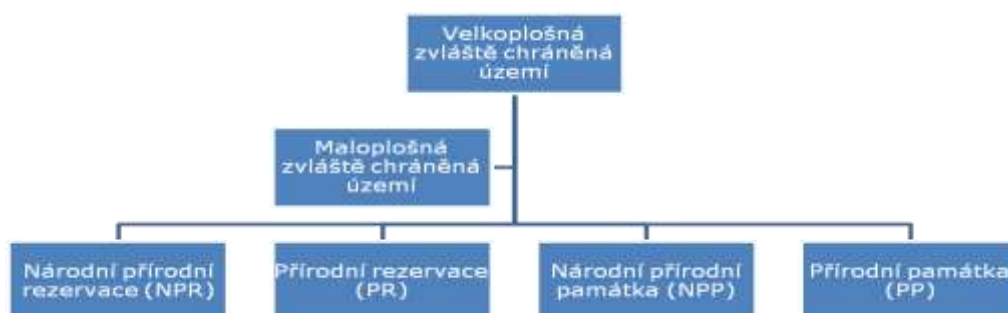 Velkoplošná
zvláště chráněná
území
Maloplošná
zvláště chráněná
území
Národní přírodní
rezervace (NPR)
Přírodní rezervace
(PR)
Národní přírodní
památka (NPP)
Přírodní památka
(PP)